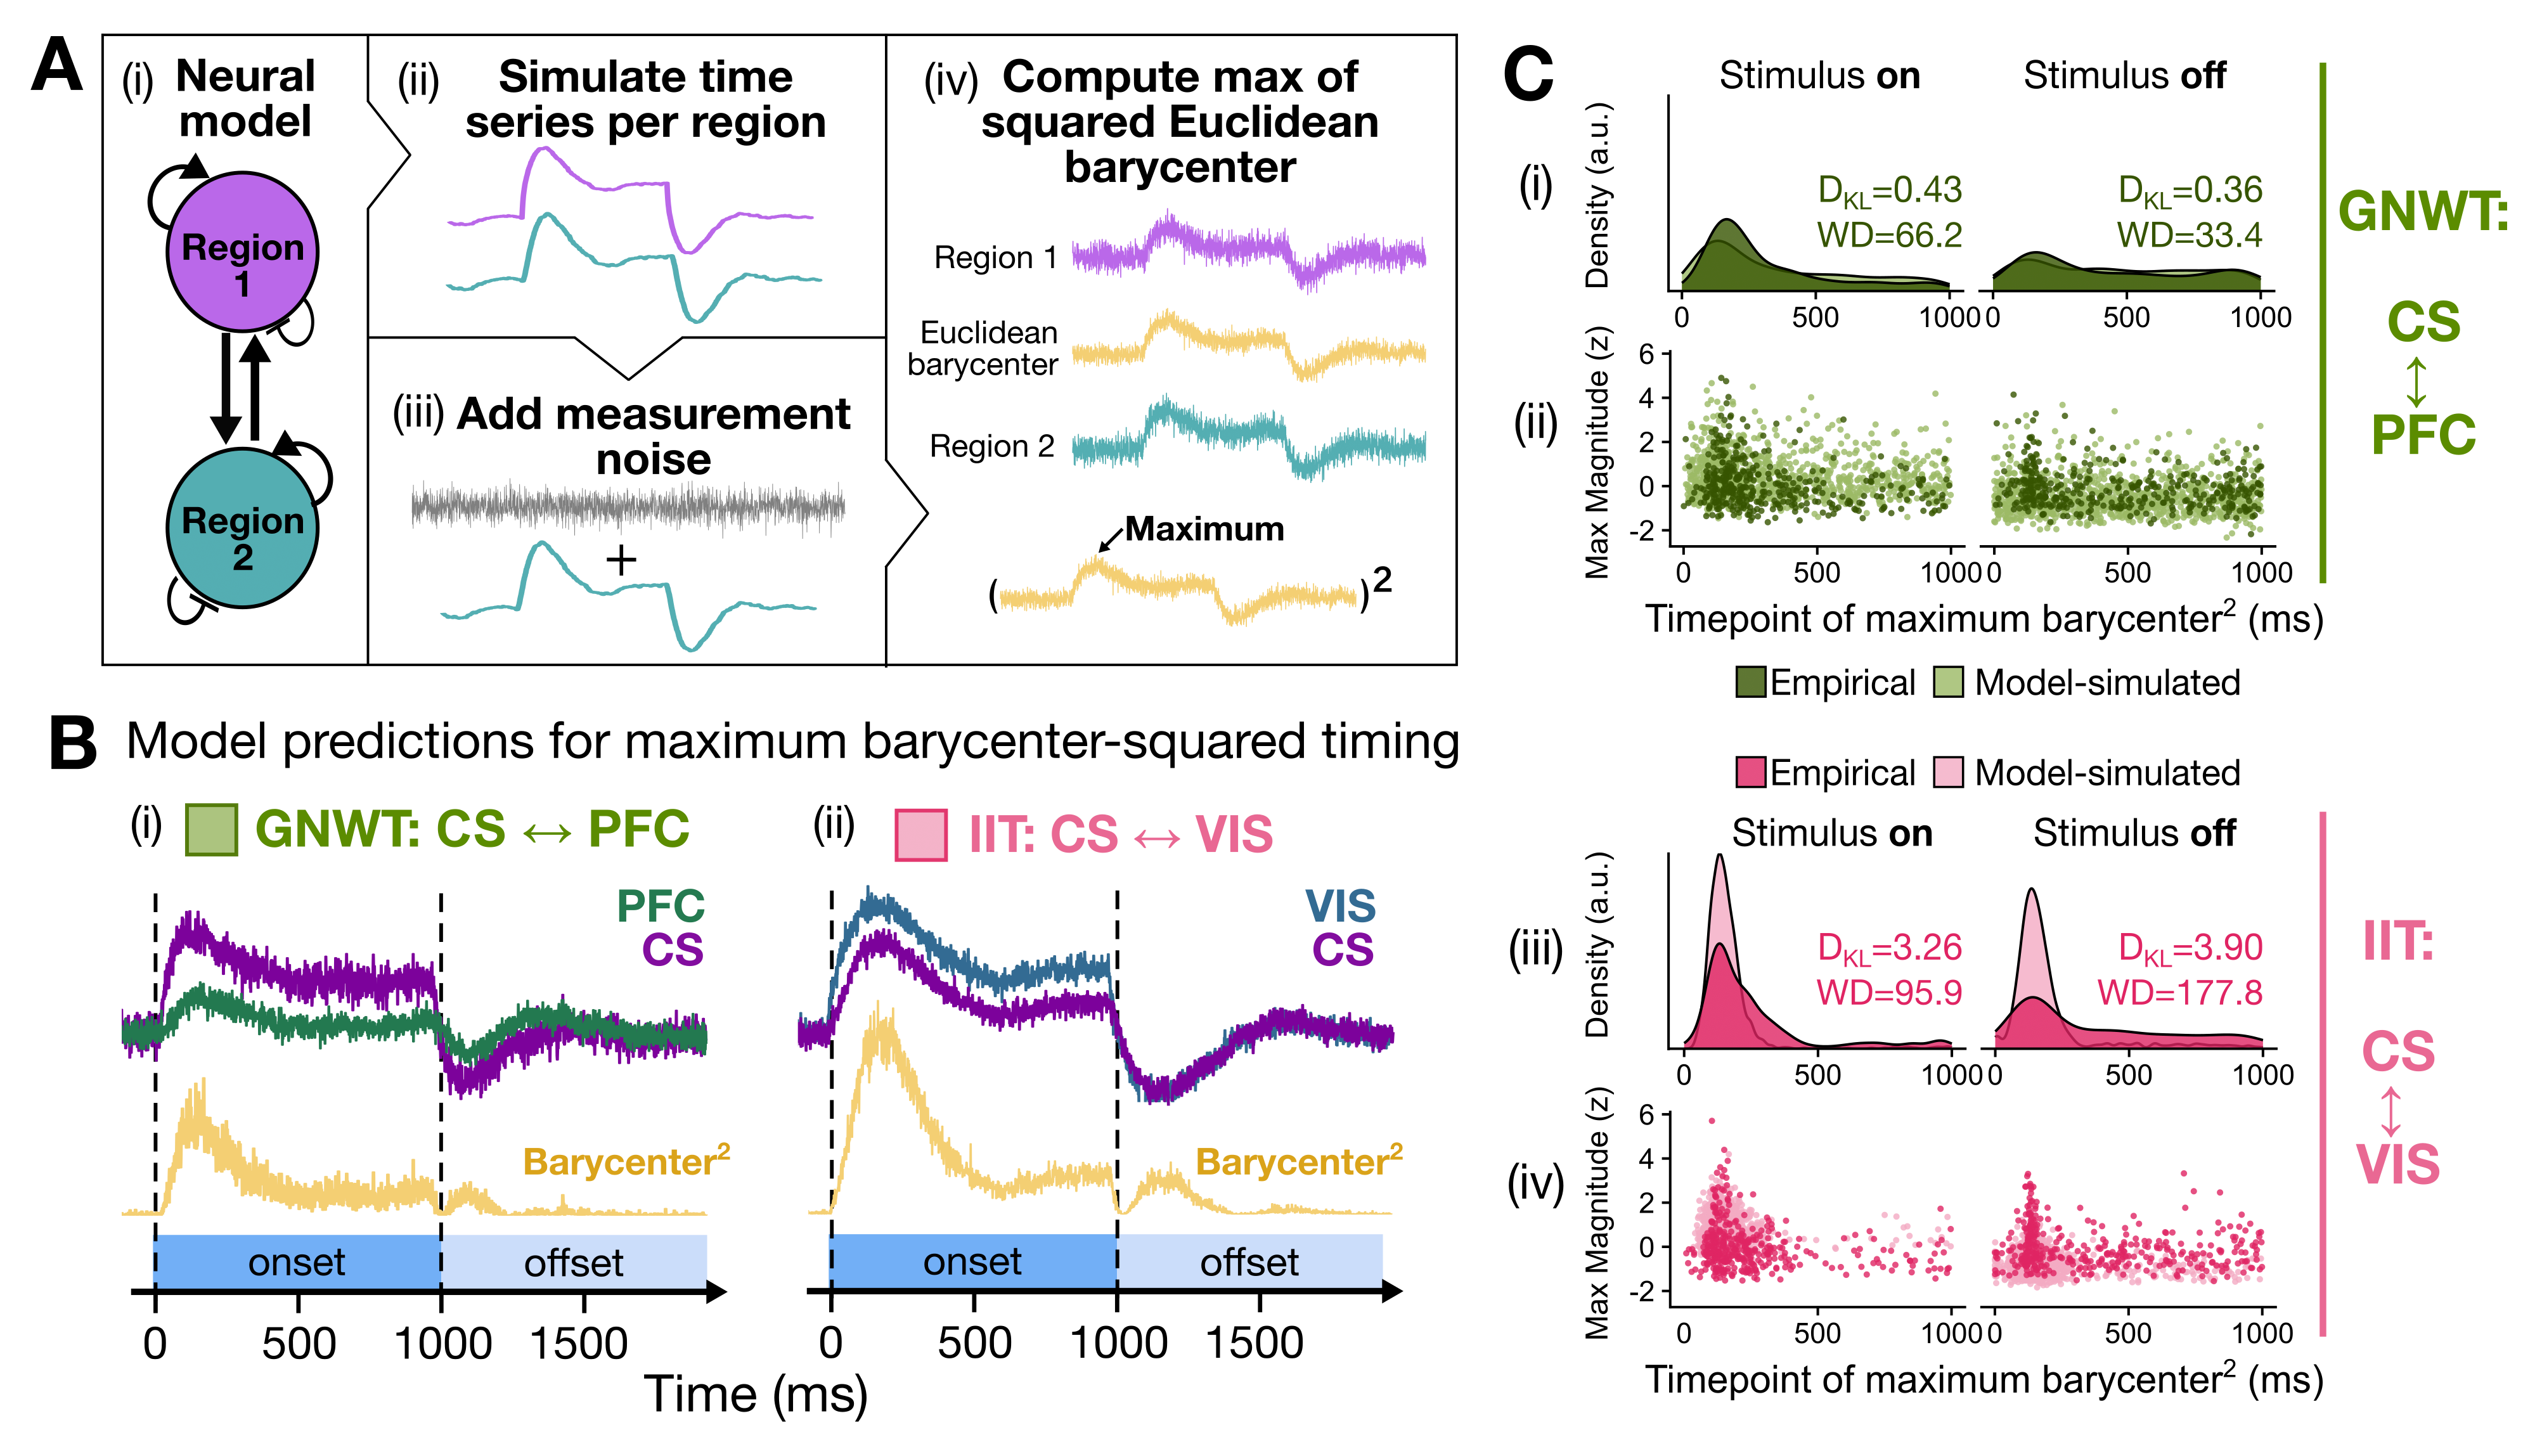 A
(i) Neural
model
Region
1
Region
2
(ii) Simulate time
series per region
(iii) Add measurement
noise
+
(iv) Compute max of
squared Euclidean
barycenter
Region 1
Euclidean
barycenter
Region 2
Maximum
( )2
B Model predictions for maximum barycenter-squared timing
(i) GNWT: CS ↔ PFC
PFC
CS
Barycenter2
onset offset
0 500 1000 1500
(ii) IIT: CS ↔ VIS
VIS
CS
Barycenter2
onset offset
0 500 1000 1500
Time (ms)
C
Stimulus on Stimulus off
(i)
Density (a.u.)
DKL=0.43
WD=66.2
DKL=0.36
WD=33.4
0 500 1000 0 500 1000
(ii)
Max Magnitude (z)
6
4
2
0
-2
0 500 1000 0 500 1000
Timepoint of maximum barycenter2 (ms)
GNWT:
CS
↕
PFC
Empirical Model-simulated
Empirical Model-simulated
Stimulus on Stimulus off
(iii)
Density (a.u.)
DKL=3.26
WD=95.9
DKL=3.90
WD=177.8
0 500 1000 0 500 1000
(iv)
Max Magnitude (z)
6
4
2
0
-2
0 500 1000 0 500 1000
Timepoint of maximum barycenter2 (ms)
IIT:
CS
↕
VIS